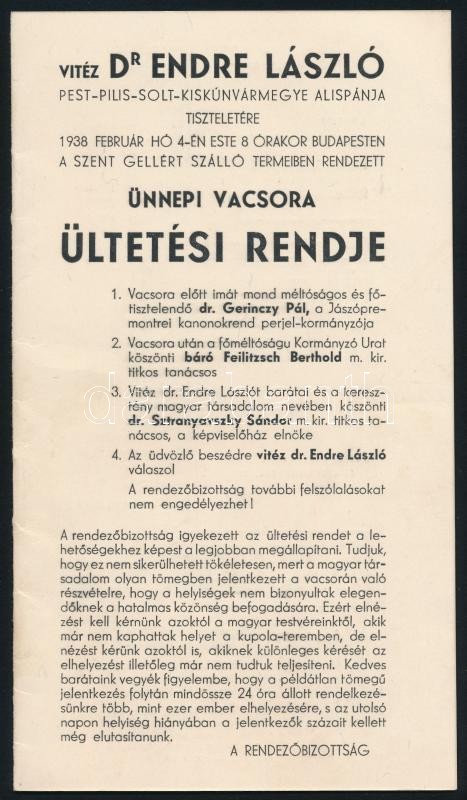 VITÉZ DR ENDRE LÁSZLÓ
PEST-PILIS-SOLT-KISKÚNVÁRMEGYE ALISPÁNJA
TISZTELETÉRE
1938 FEBRUÁR HÓ 4-ÉN ESTE 8 ÓRAKOR BUDAPESTEN
A SZENT GELLÉRT SZÁLLÓ TERMEIBEN RENDEZETT
ÜNNEPI VACSORA
ÜLTETÉSI RENDJE
1. Vacsora előtt imát mond méltóságos és fő-
tisztelendő dr. Gerinczy Pál, a Jászópre-
montrei kanonokrend perjel-kormányzója
2. Vacsora után a főméltóságu Kormányzó Urat
köszönti báró Feilitzsch Berthold m. kir.
titkos tanácsos
3. Vitéz dr. Endre Lászlót barátai és a keresz-
tény magyar társadalom nevében köszönti
dr. Sztranyavszky Sándor m. kir. titkos ta-
nácsos, a képviselőház elnöke
4. Az üdvözlő beszédre vitéz dr. Endre László
válaszol
A rendezőbizottság további felszólalásokat
nem engedélyezhet!
A rendezőbizottság igyekezett az ültetési rendet a le-
hetőségekhez képest a legjobban megállapítani. Tudjuk,
hogy ez nem sikerülhetett tökéletesen, mert a magyar tár-
sadalom olyan tömegben jelentkezett a vacsorán való
részvételre, hogy a helyiségek nem bizonyultak elegen-
dőknek a hatalmas közönség befogadására. Ezért elné-
zést kell kérnünk azoktól a magyar testvéreinktől, akik
már nem kaphattak helyet a kupola-teremben, de el-
nézést kérünk azoktól is, akiknek különleges kérését az
elhelyezést illetőleg már nem tudtuk teljesíteni. Kedves
barátaink vegyék figyelembe, hogy a példátlan tömegű
jelentkezés folytán mindössze 24 óra állott rendelkezé-
sünkre több, mint ezer ember elhelyezésére, s az utolsó
napon helyiség hiányában a jelentkezők százait kellett
még elutasítanunk.
A RENDEZŐBIZOTTSÁG